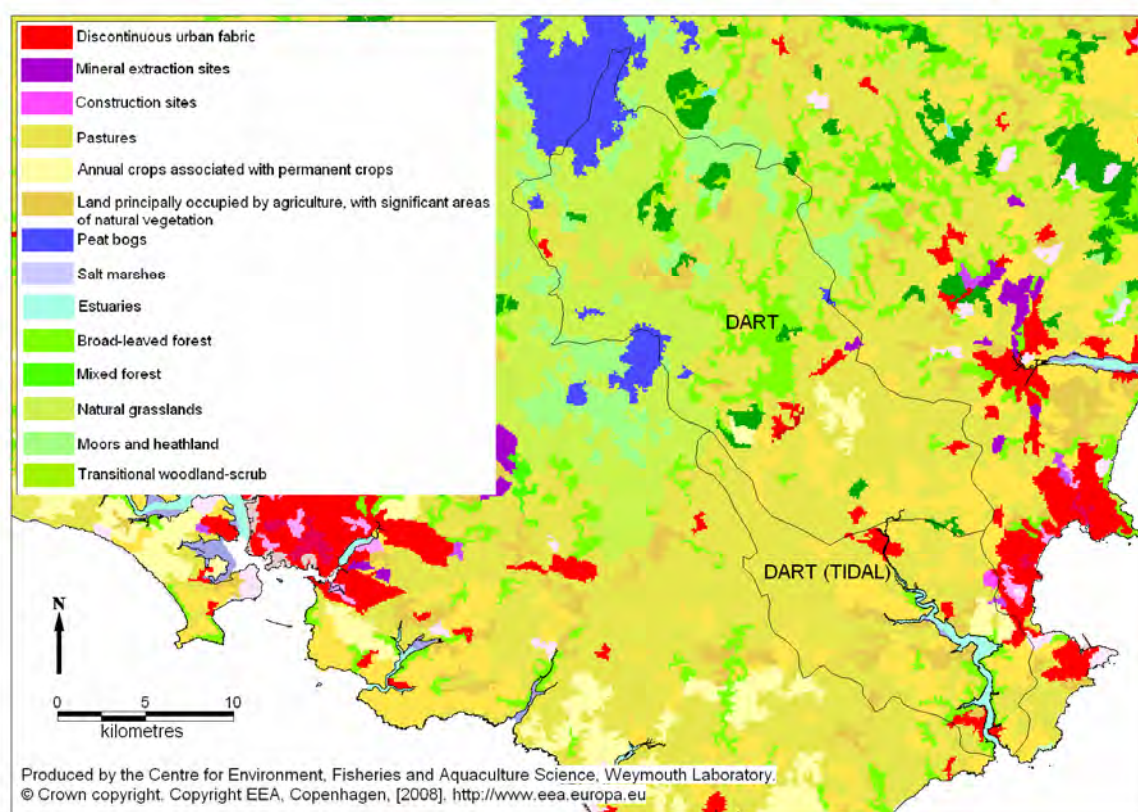 Discontinuous urban fabric
Mineral extraction sites
Construction sites
Pastures
Annual crops associated with permanent crops
Land principally occupied by agriculture, with significant areas
of natural vegetation
Peat bogs
Salt marshes
Estuaries
Broad-leaved forest
Mixed forest
Natural grasslands
Moors and heathland
Transitional woodland-scrub
DART
DART (TIDAL)
N
0 5 10
kilometres
Produced by the Centre for Environment, Fisheries and Aquaculture Science, Weymouth Laboratory.
© Crown copyright. Copyright EEA, Copenhagen, [2008]. http://www.eea.europa.eu